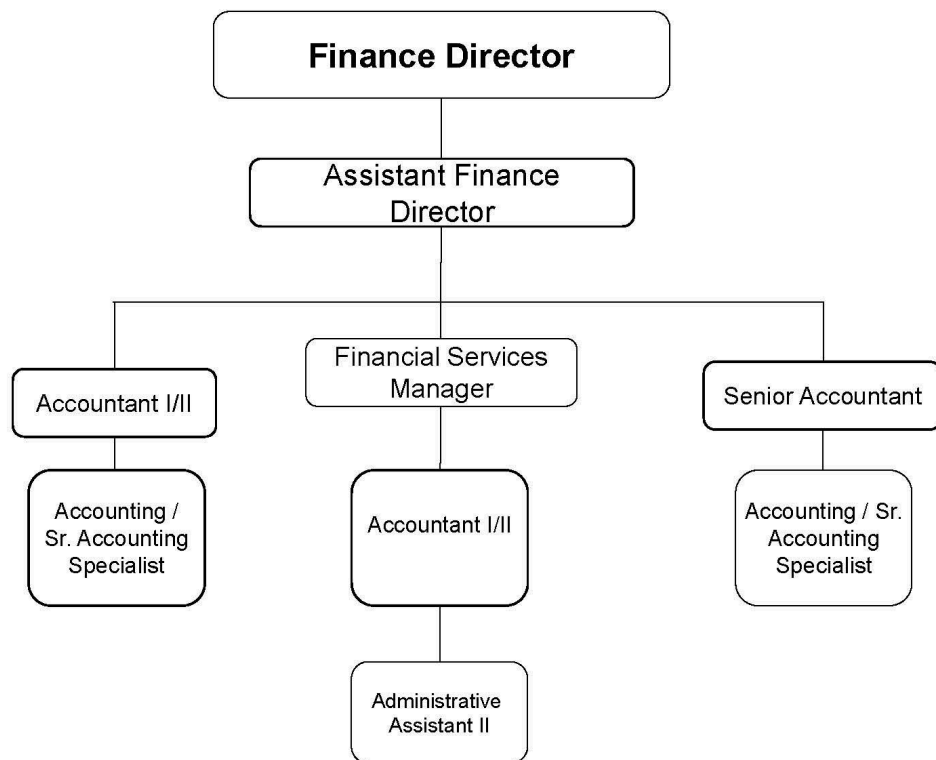 Finance Director
Assistant Finance
Director
Financial Services
Manager
Accountant I/II
Senior Accountant
Accounting /
Sr. Accounting
Specialist
Accountant I/II
Accounting / Sr.
Accounting
Specialist
Administrative
Assistant II